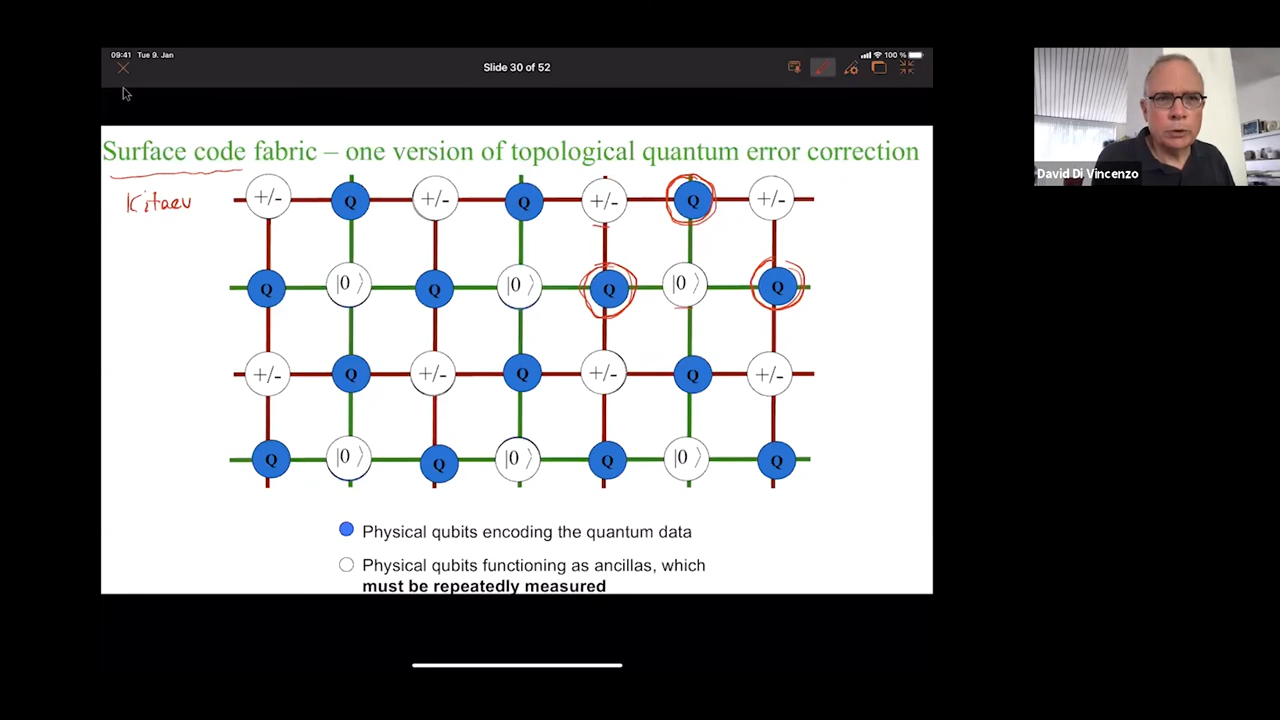 09:41 Tue 9. Jan
100 %
Slide 30 of 52
Surface code fabric – one version of topological quantum error correction
Kitaev
+/- Q +/- Q +/- Q +/-
Q |0⟩ Q |0⟩ Q |0⟩ Q
+/- Q +/- Q +/- Q +/-
Q |0⟩ Q |0⟩ Q |0⟩ Q
Physical qubits encoding the quantum data
Physical qubits functioning as ancillas, which
must be repeatedly measured
David Di Vincenzo